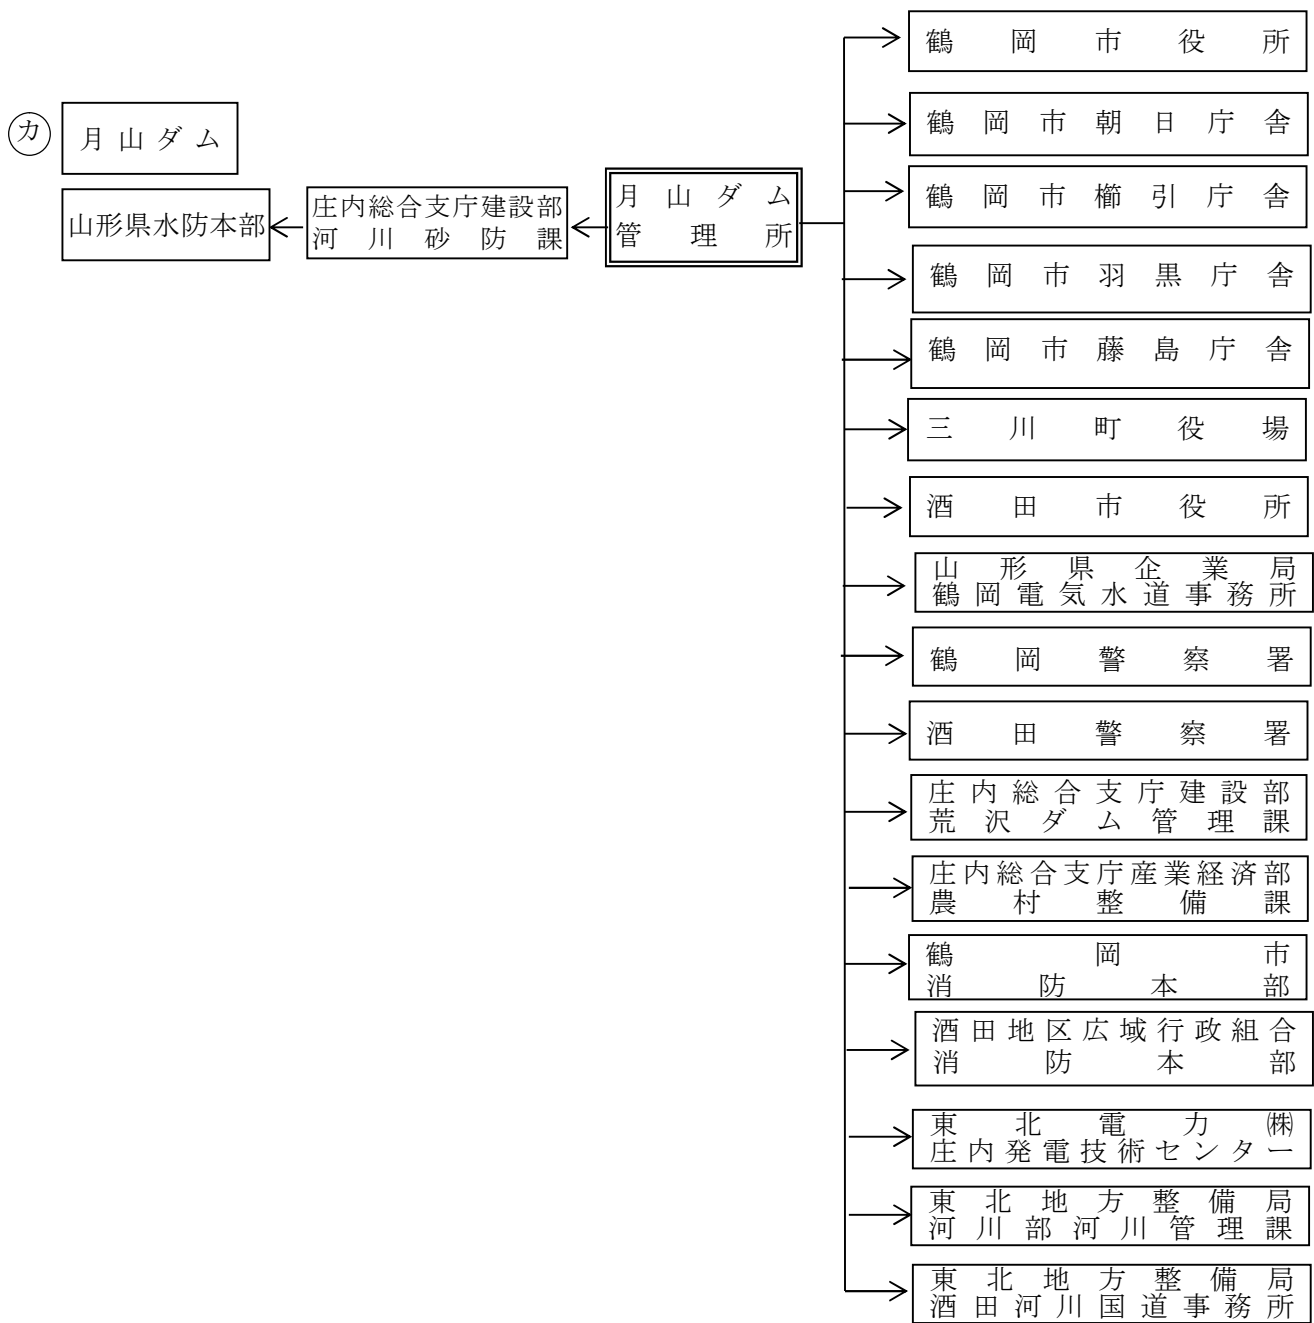 ㋕
月山ダム
山形県水防本部
庄内総合支庁建設部
河川砂防課
月山ダム
管理所
鶴岡市役所
鶴岡市朝日庁舎
鶴岡市櫛引庁舎
鶴岡市羽黒庁舎
鶴岡市藤島庁舎
三川町役場
酒田市役所
山形県企業局
鶴岡電気水道事務所
鶴岡警察署
酒田警察署
庄内総合支庁建設部
荒沢ダム管理課
庄内総合支庁産業経済部
農村整備課
鶴岡市
消防本部
酒田地区広域行政組合
消防本部
東北電力㈱
庄内発電技術センター
東北地方整備局
河川部河川管理課
東北地方整備局
酒田河川国道事務所